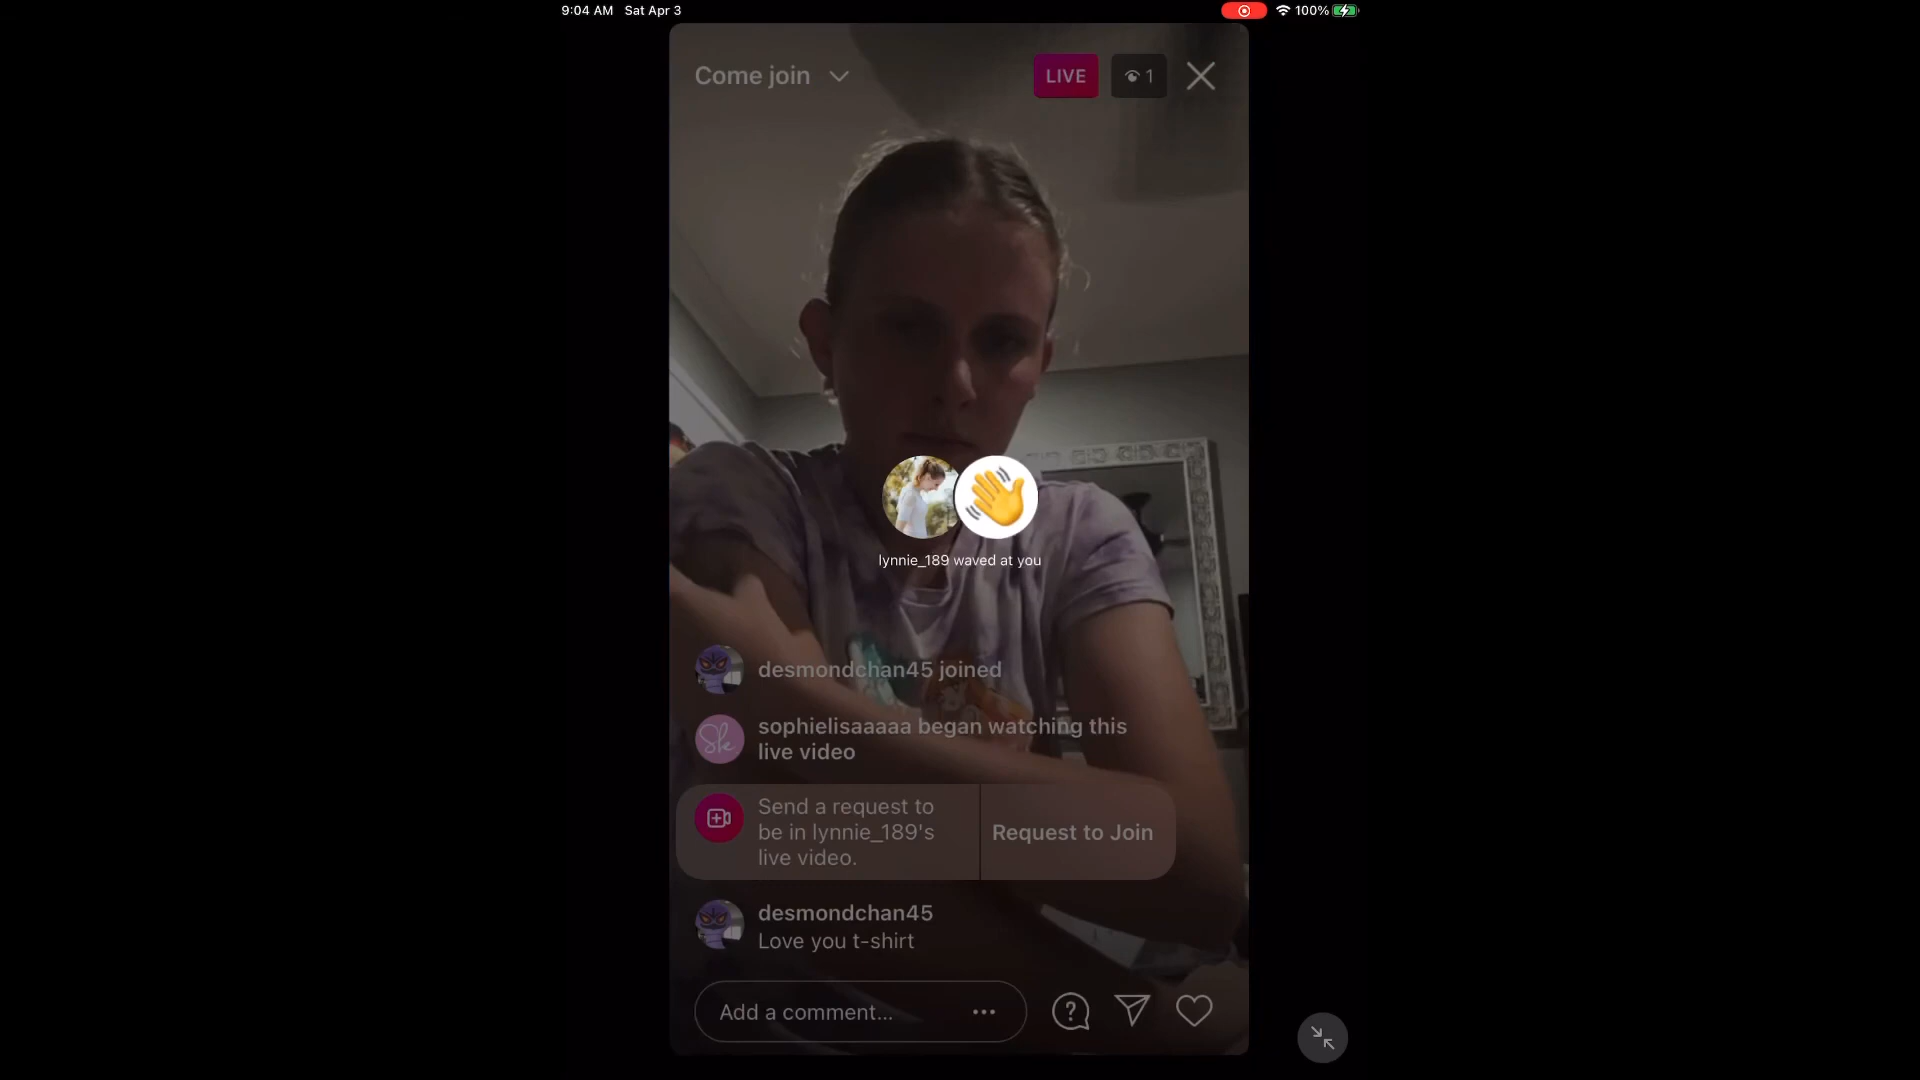 9:04 AM Sat Apr 3
100%
Come join
LIVE
1
lynnie_189 waved at you
desmondchan45 joined
sophielisaaaaa began watching this
live video
Send a request to
be in lynnie_189's
live video.
Request to Join
desmondchan45
Love you t-shirt
Add a comment...